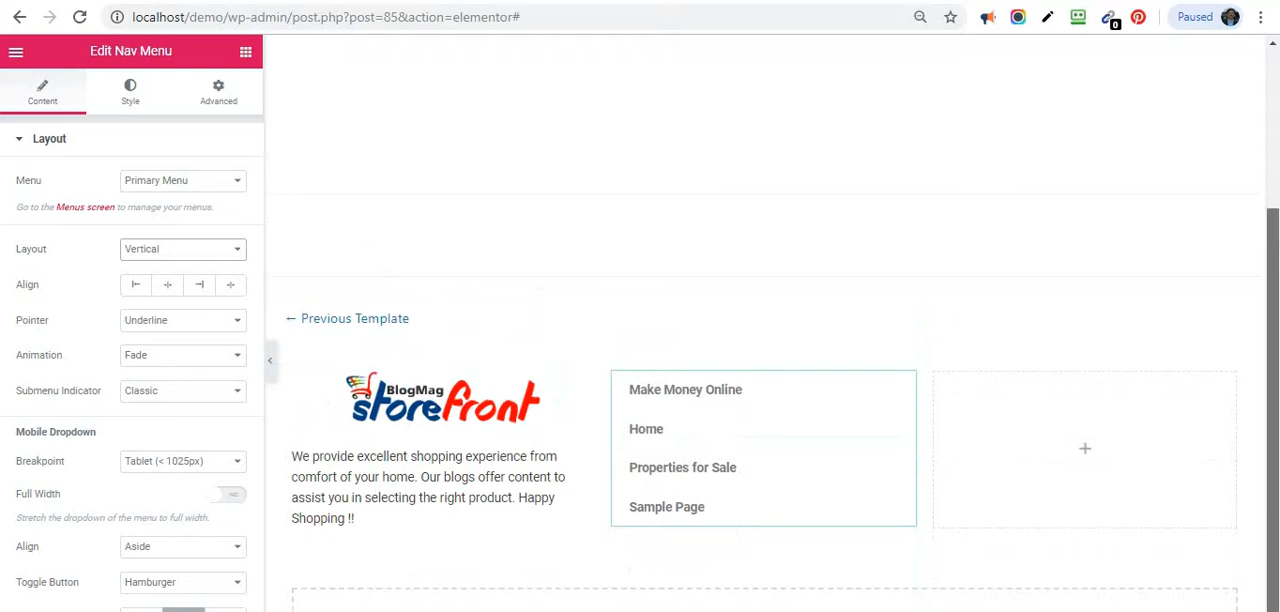 localhost/demo/wp-admin/post.php?post=85&action=elementor#
0
Paused
Edit Nav Menu
Content
Style
Advanced
Layout
Menu
Primary Menu
Go to the Menus screen to manage your menus.
Layout
Vertical
Align
Pointer
Underline
Animation
Fade
Submenu Indicator
Classic
Mobile Dropdown
Breakpoint
Tablet (< 1025px)
Full Width
NO
Stretch the dropdown of the menu to full width.
Align
Aside
Toggle Button
Hamburger
← Previous Template
BlogMag
storefront
We provide excellent shopping experience from
comfort of your home. Our blogs offer content to
assist you in selecting the right product. Happy
Shopping !!
Make Money Online
Home
Properties for Sale
Sample Page